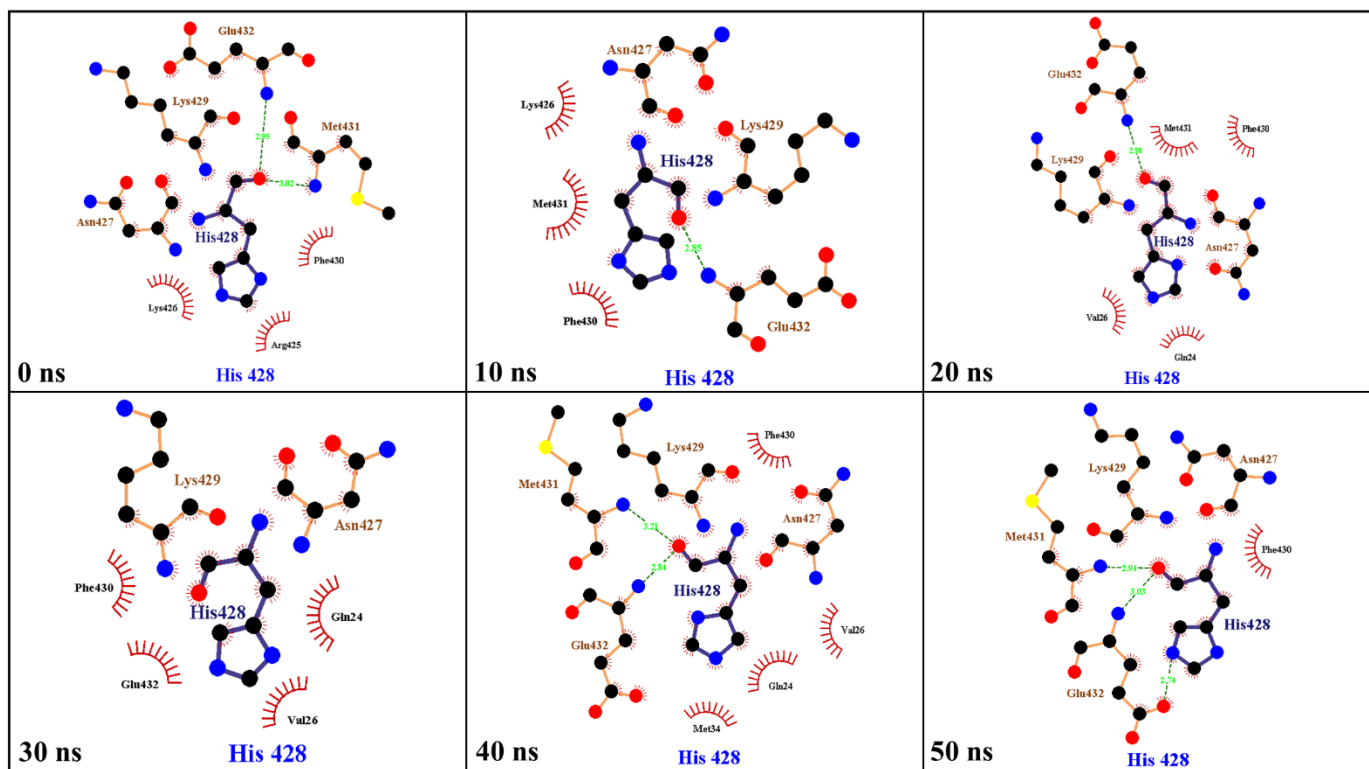 Glu432
Lys429
2.95
Met431
3.02
Asn427
His428
Phe430
Lys426
Arg425
0 ns
His 428
Asn427
Lys426
Lys429
His428
Met431
2.85
Phe430
Glu432
10 ns
His 428
Glu432
Met431
Phe430
2.98
Lys429
His428
Asn427
Val26
Gln24
20 ns
His 428
Lys429
Asn427
Phe430
His428
Gln24
Glu432
Val26
30 ns
His 428
Phe430
Lys429
Met431
Asn427
3.21
2.84
His428
Val26
Glu432
Gln24
Met34
40 ns
His 428
Asn427
Lys429
Met431
Phe430
2.94
3.03
His428
2.74
Glu432
50 ns
His 428